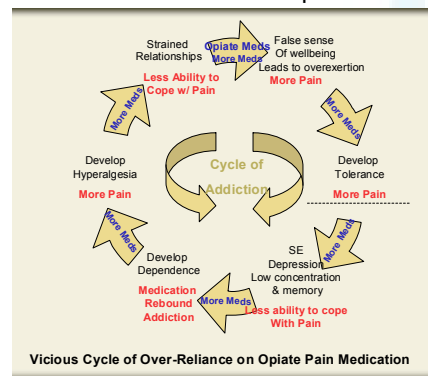 Opiate Meds
More Meds
False sense
Of wellbeing
Leads to overexertion
More Pain
More Meds
Develop
Tolerance
More Pain
More Meds
SE
Depression
Low concentration
& memory
Less ability to cope
With Pain
More Meds
Develop
Dependence
Medication
Rebound
Addiction
More Meds
Develop
Hyperalgesia
More Pain
More Meds
Strained
Relationships
Less Ability to
Cope w/ Pain
Cycle of
Addiction
Vicious Cycle of Over-Reliance on Opiate Pain Medication